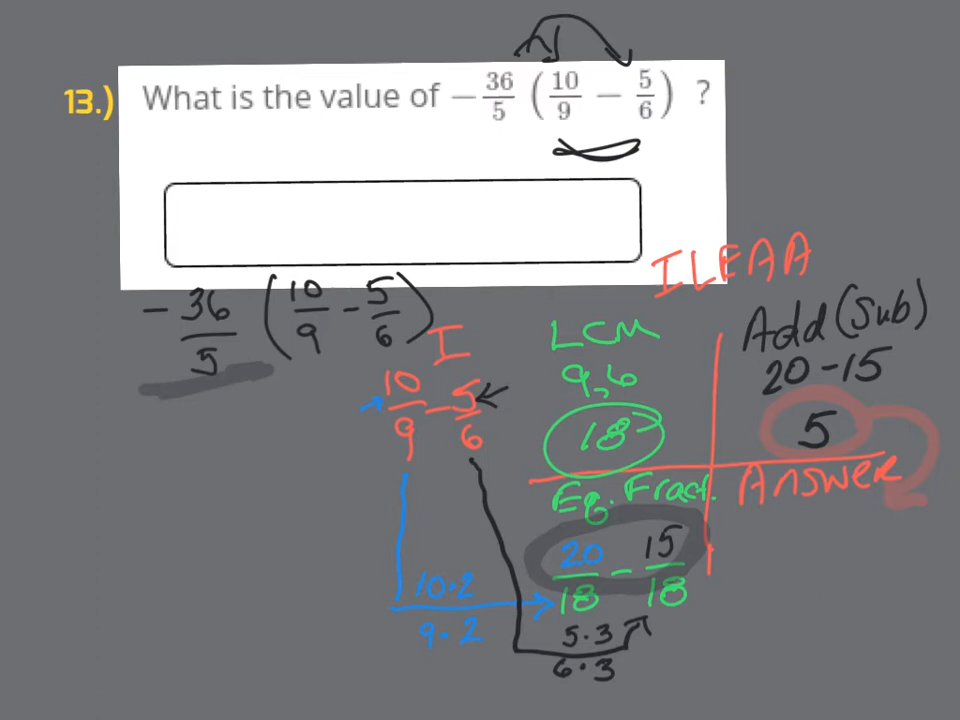 13.) What is the value of −36/5 (10/9 − 5/6) ?
ILEAA
−36/5 (10/9 − 5/6)
I
10/9 − 5/6
LCM
9,6
18
Add (Sub)
20−15
5
Eq. Fract.
20/18 − 15/18
Answer
10·2/9·2
5·3/6·3